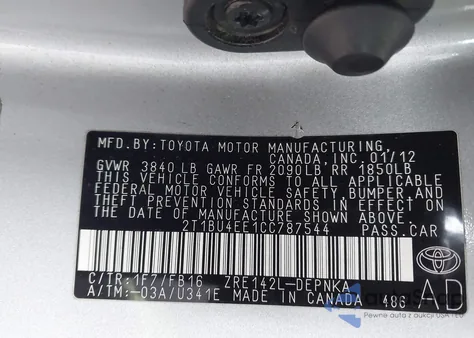 MFD. BY: TOYOTA MOTOR MANUFACTURING,
CANADA, INC. 01/12
GVWR 3840 LB GAWR FR 2090LB RR 1850LB
THIS VEHICLE CONFORMS TO ALL APPLICABLE
FEDERAL MOTOR VEHICLE SAFETY BUMPER, AND
THEFT PREVENTION STANDARDS IN EFFECT ON
THE DATE OF MANUFACTURE SHOWN ABOVE.
2T1BU4EE1CC787544 PASS.CAR
C/TR: 1F7/FB16 ZRE142L-DEPNKA
A/TM:-03A/U341E MADE IN CANADA 486
TOYOTA
AD